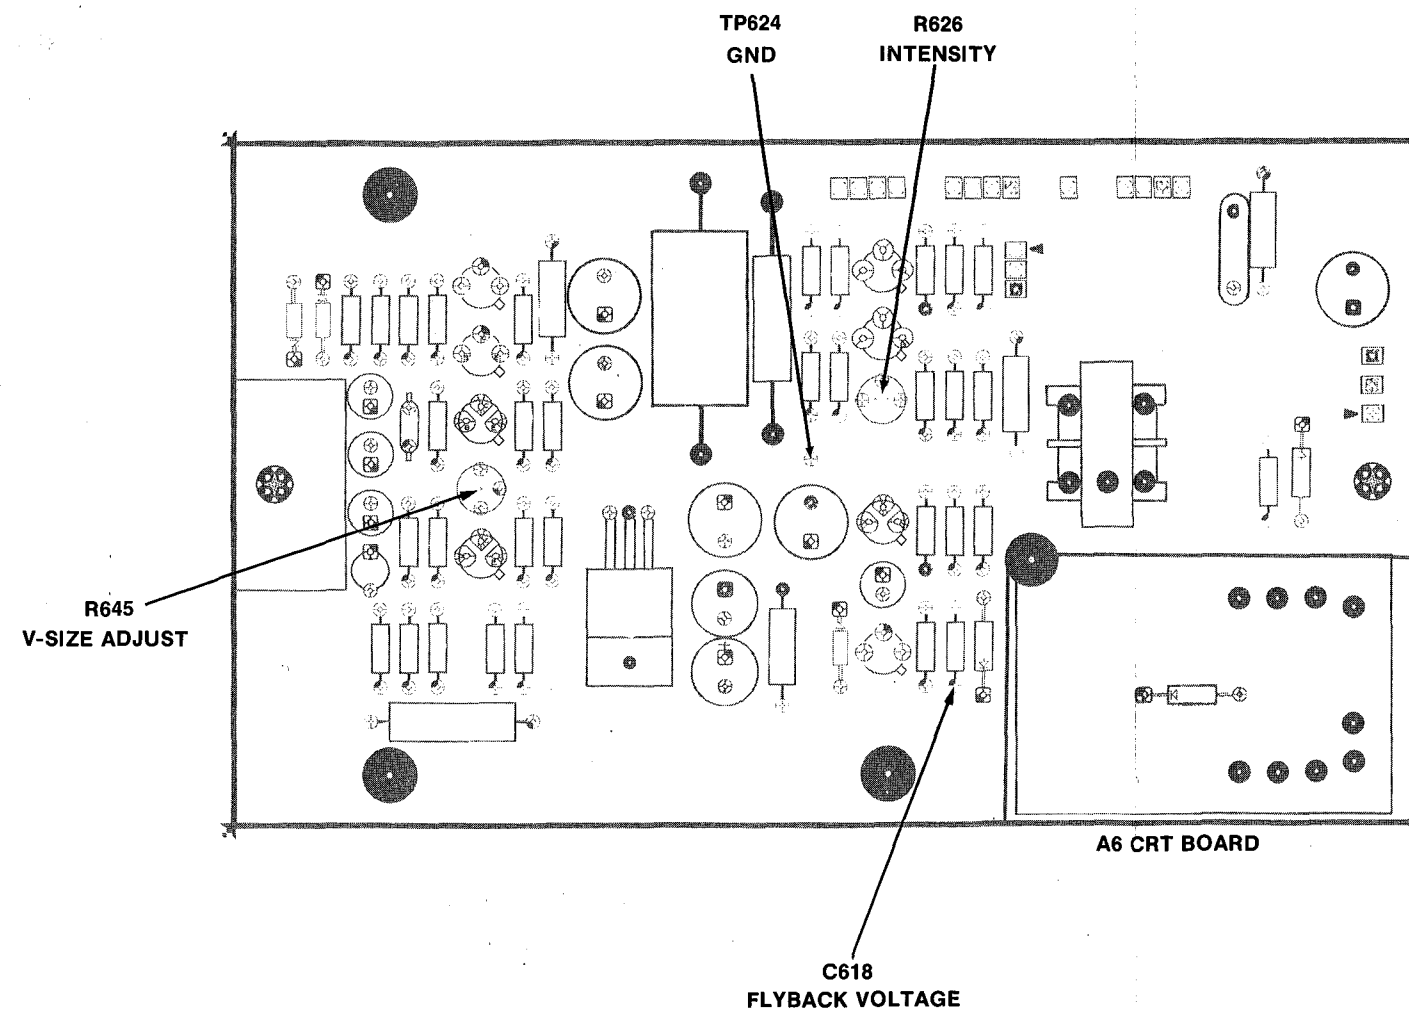 TP624
GND
R626
INTENSITY
R645
V-SIZE ADJUST
A6 CRT BOARD
C618
FLYBACK VOLTAGE